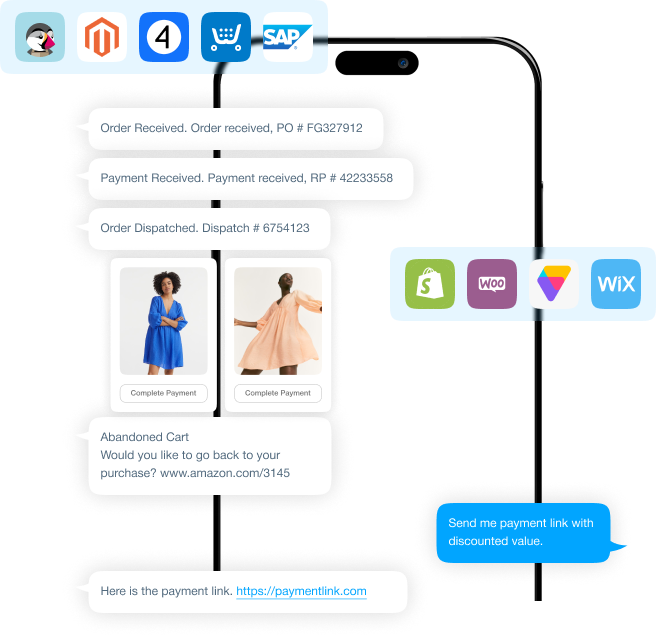 4
SAP
Order Received. Order received, PO # FG327912
Payment Received. Payment received, RP # 42233558
Order Dispatched. Dispatch # 6754123
S
WOO
WiX
Complete Payment
Complete Payment
Abandoned Cart
Would you like to go back to your
purchase? www.amazon.com/3145
Send me payment link with
discounted value.
Here is the payment link. https://paymentlink.com